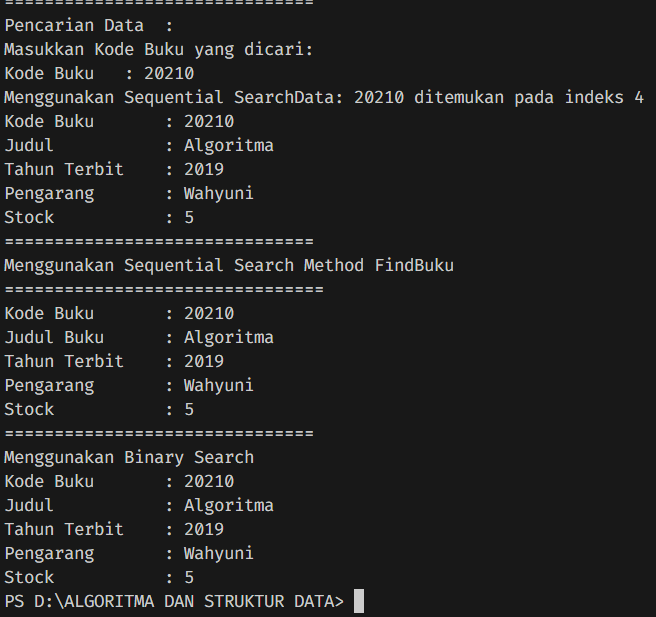 ===============================
Pencarian Data  :
Masukkan Kode Buku yang dicari:
Kode Buku   : 20210
Menggunakan Sequential SearchData: 20210 ditemukan pada indeks 4
Kode Buku       : 20210
Judul           : Algoritma
Tahun Terbit    : 2019
Pengarang       : Wahyuni
Stock           : 5
===============================
Menggunakan Sequential Search Method FindBuku
================================
Kode Buku       : 20210
Judul Buku      : Algoritma
Tahun Terbit    : 2019
Pengarang       : Wahyuni
Stock           : 5
===============================
Menggunakan Binary Search
Kode Buku       : 20210
Judul           : Algoritma
Tahun Terbit    : 2019
Pengarang       : Wahyuni
Stock           : 5
PS D:\ALGORITMA DAN STRUKTUR DATA>